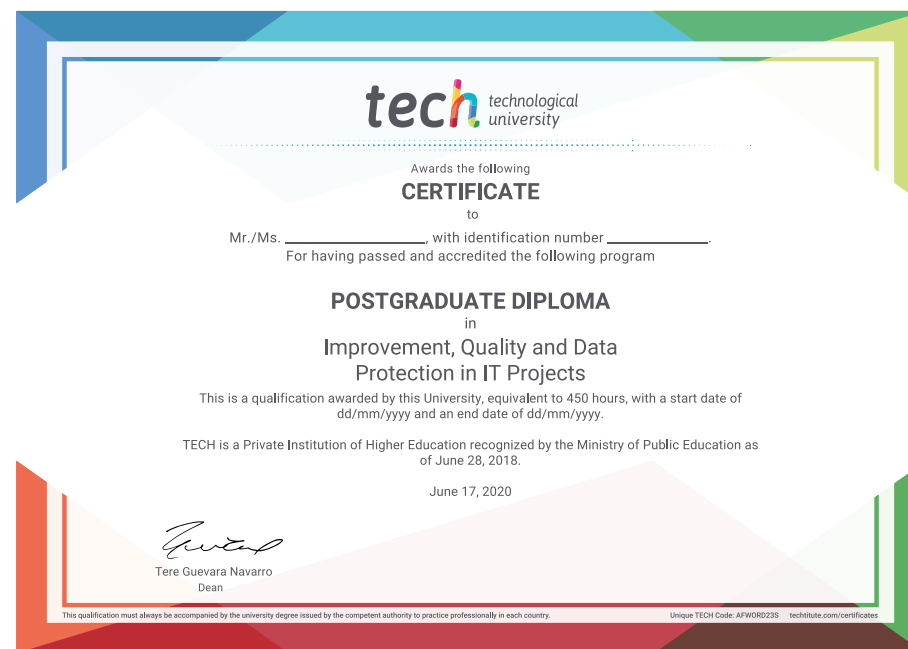 tech technological
university
Awards the following
CERTIFICATE
to
Mr./Ms. ____________________, with identification number ______________.
For having passed and accredited the following program
POSTGRADUATE DIPLOMA
in
Improvement, Quality and Data
Protection in IT Projects
This is a qualification awarded by this University, equivalent to 450 hours, with a start date of
dd/mm/yyyy and an end date of dd/mm/yyyy.
TECH is a Private Institution of Higher Education recognized by the Ministry of Public Education as
of June 28, 2018.
June 17, 2020
Tere Guevara Navarro
Dean
This qualification must always be accompanied by the university degree issued by the competent authority to practice professionally in each country.
Unique TECH Code: AFWORD23S techtitute.com/certificates